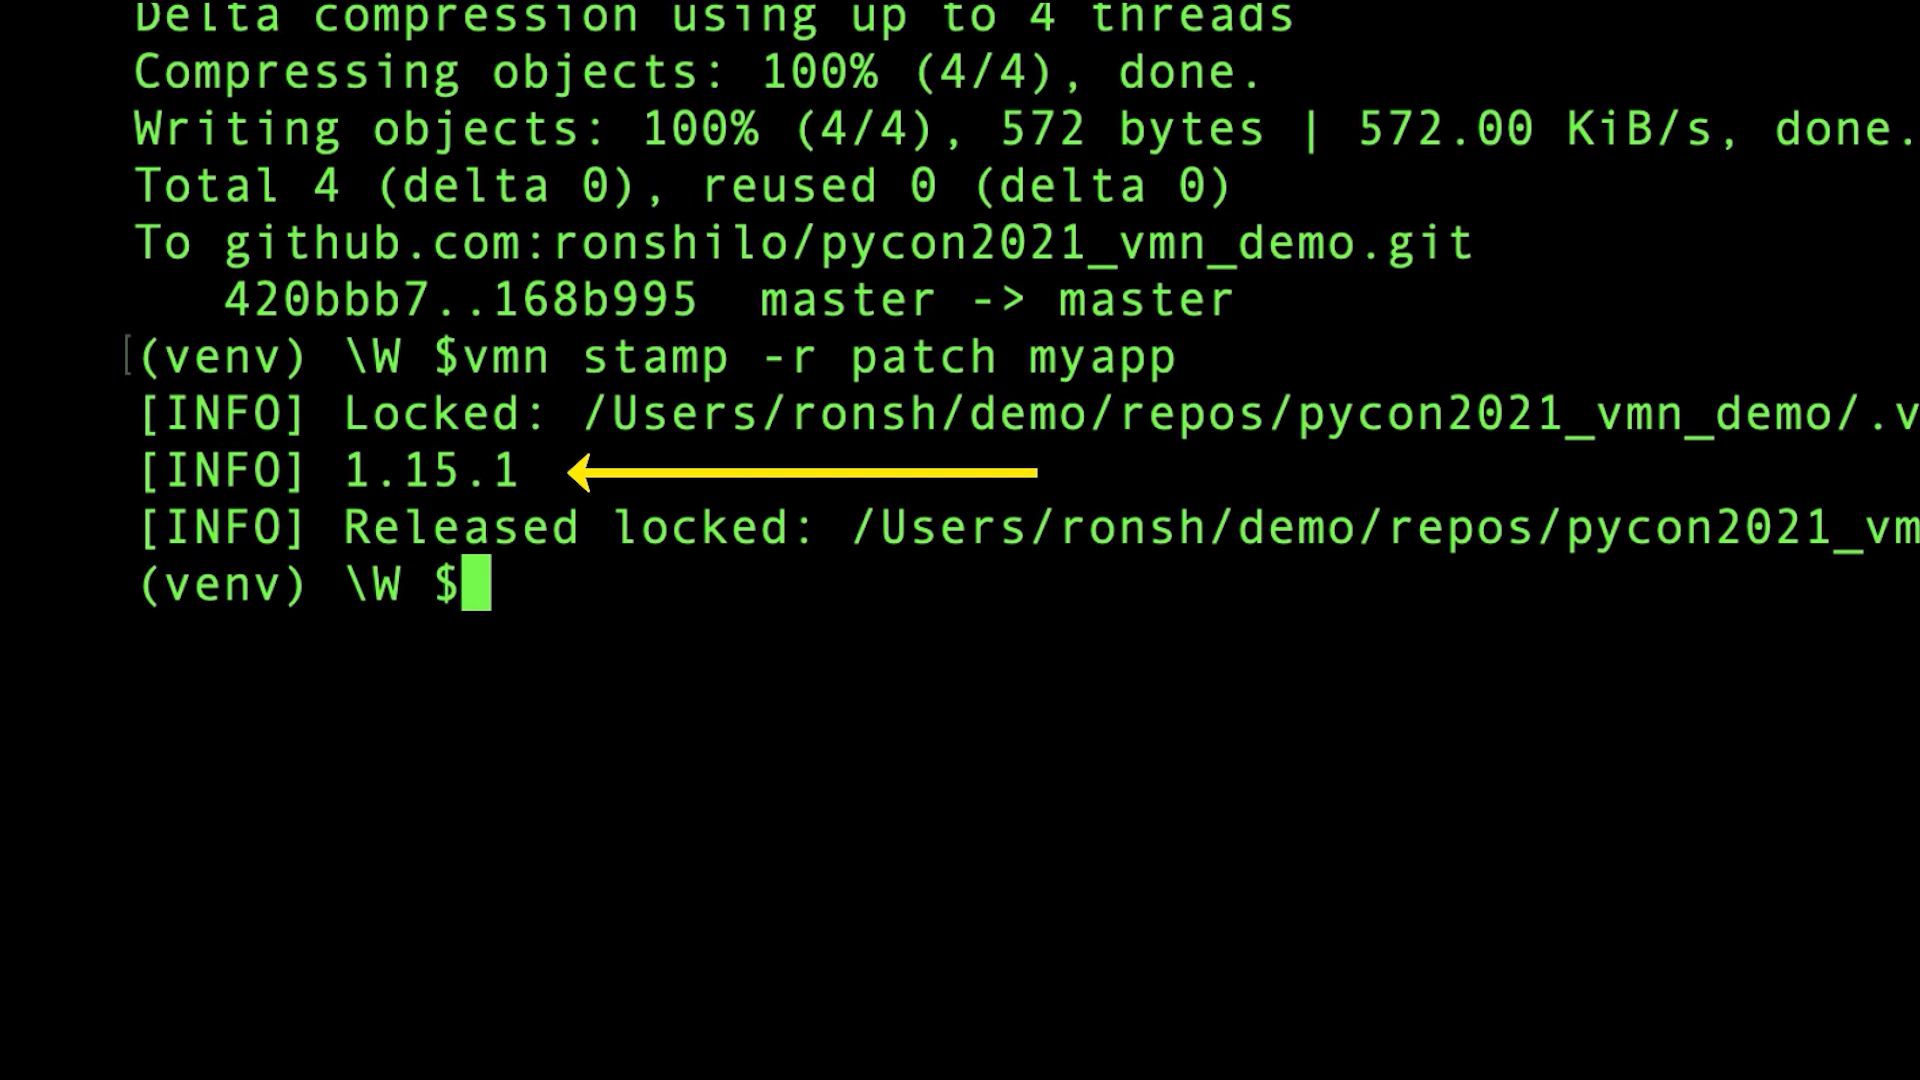 Delta compression using up to 4 threads
Compressing objects: 100% (4/4), done.
Writing objects: 100% (4/4), 572 bytes | 572.00 KiB/s, done.
Total 4 (delta 0), reused 0 (delta 0)
To github.com:ronshilo/pycon2021_vmn_demo.git
420bbb7..168b995  master -> master
[(venv) \W $vmn stamp -r patch myapp
[INFO] Locked: /Users/ronsh/demo/repos/pycon2021_vmn_demo/.v
[INFO] 1.15.1
[INFO] Released locked: /Users/ronsh/demo/repos/pycon2021_vm
(venv) \W $